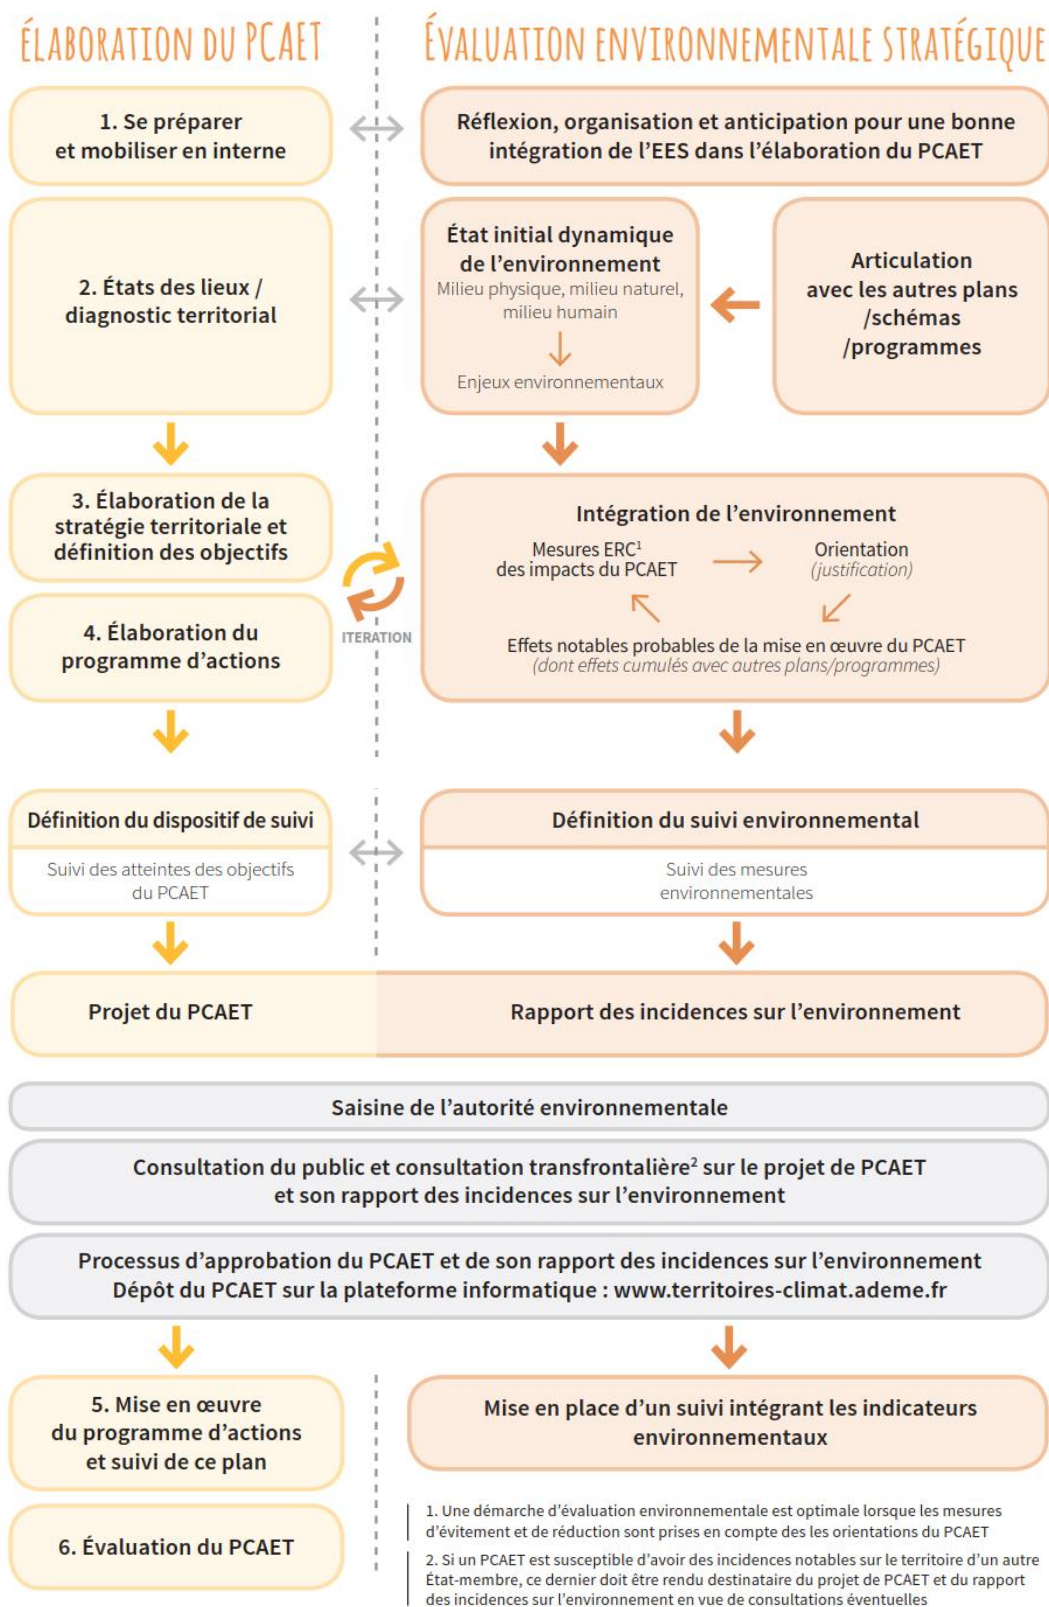 ÉLABORATION DU PCAET
ÉVALUATION ENVIRONNEMENTALE STRATÉGIQUE
1. Se préparer
et mobiliser en interne
Réflexion, organisation et anticipation pour une bonne
intégration de l'EES dans l'élaboration du PCAET
2. États des lieux /
diagnostic territorial
État initial dynamique
de l'environnement
Milieu physique, milieu naturel,
milieu humain
Enjeux environnementaux
Articulation
avec les autres plans
/schémas
/programmes
3. Élaboration de la
stratégie territoriale et
définition des objectifs
4. Élaboration du
programme d'actions
ITERATION
Intégration de l'environnement
Mesures ERC¹
des impacts du PCAET
Orientation
(justification)
Effets notables probables de la mise en œuvre du PCAET
(dont effets cumulés avec autres plans/programmes)
Définition du dispositif de suivi
Suivi des atteintes des objectifs
du PCAET
Définition du suivi environnemental
Suivi des mesures
environnementales
Projet du PCAET
Rapport des incidences sur l'environnement
Saisine de l'autorité environnementale
Consultation du public et consultation transfrontalière² sur le projet de PCAET
et son rapport des incidences sur l'environnement
Processus d'approbation du PCAET et de son rapport des incidences sur l'environnement
Dépôt du PCAET sur la plateforme informatique : www.territoires-climat.ademe.fr
5. Mise en œuvre
du programme d'actions
et suivi de ce plan
Mise en place d'un suivi intégrant les indicateurs
environnementaux
6. Évaluation du PCAET
1. Une démarche d'évaluation environnementale est optimale lorsque les mesures
d'évitement et de réduction sont prises en compte des les orientations du PCAET
2. Si un PCAET est susceptible d'avoir des incidences notables sur le territoire d'un autre
État-membre, ce dernier doit être rendu destinataire du projet de PCAET et du rapport
des incidences sur l'environnement en vue de consultations éventuelles